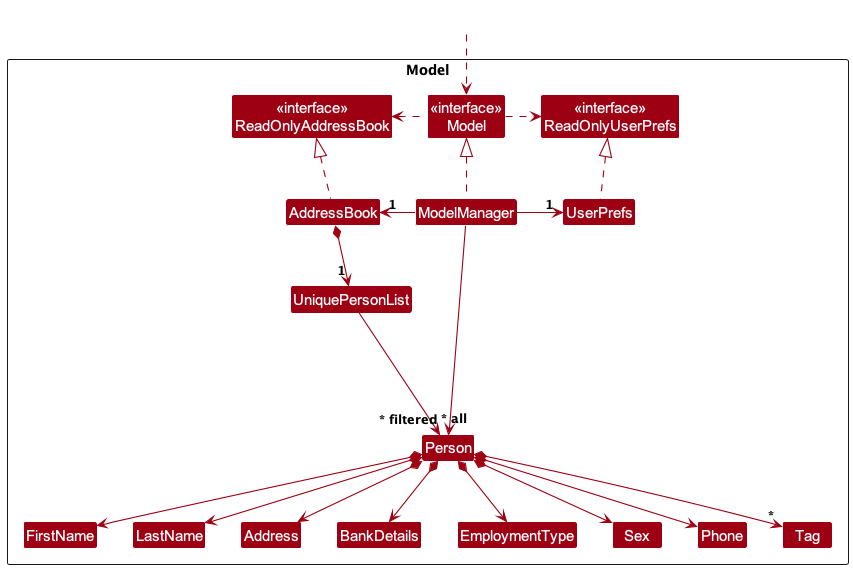 Model
«interface»
ReadOnlyAddressBook
«interface»
Model
«interface»
ReadOnlyUserPrefs
AddressBook
1
ModelManager
1
UserPrefs
1
UniquePersonList
* filtered
* all
Person
*
FirstName
LastName
Address
BankDetails
EmploymentType
Sex
Phone
Tag